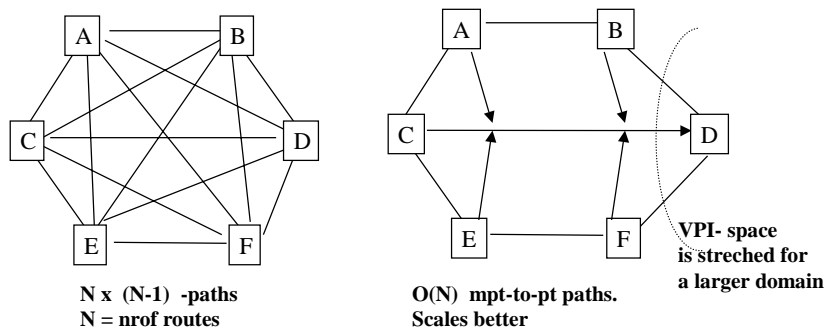 A B
C D
E F
N x (N-1) -paths
N = nrof routes
A B
C D
E F
VPI- space
is streched for
a larger domain
O(N) mpt-to-pt paths.
Scales better